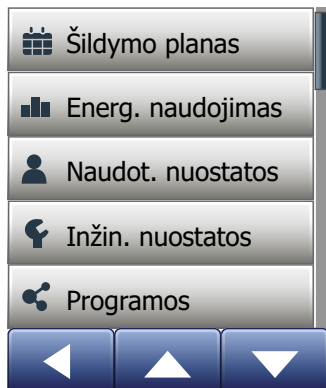 Šildymo planas
Energ. naudojimas
Naudot. nuostatos
Inžin. nuostatos
Programos